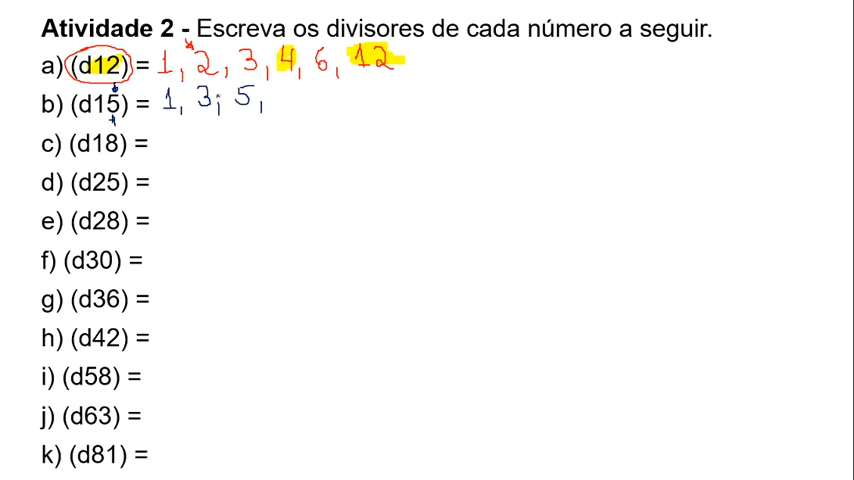 Atividade 2 - Escreva os divisores de cada número a seguir.
a) (d12) = 1, 2, 3, 4, 6, 12
b) (d15) = 1, 3, 5,
c) (d18) =
d) (d25) =
e) (d28) =
f) (d30) =
g) (d36) =
h) (d42) =
i) (d58) =
j) (d63) =
k) (d81) =